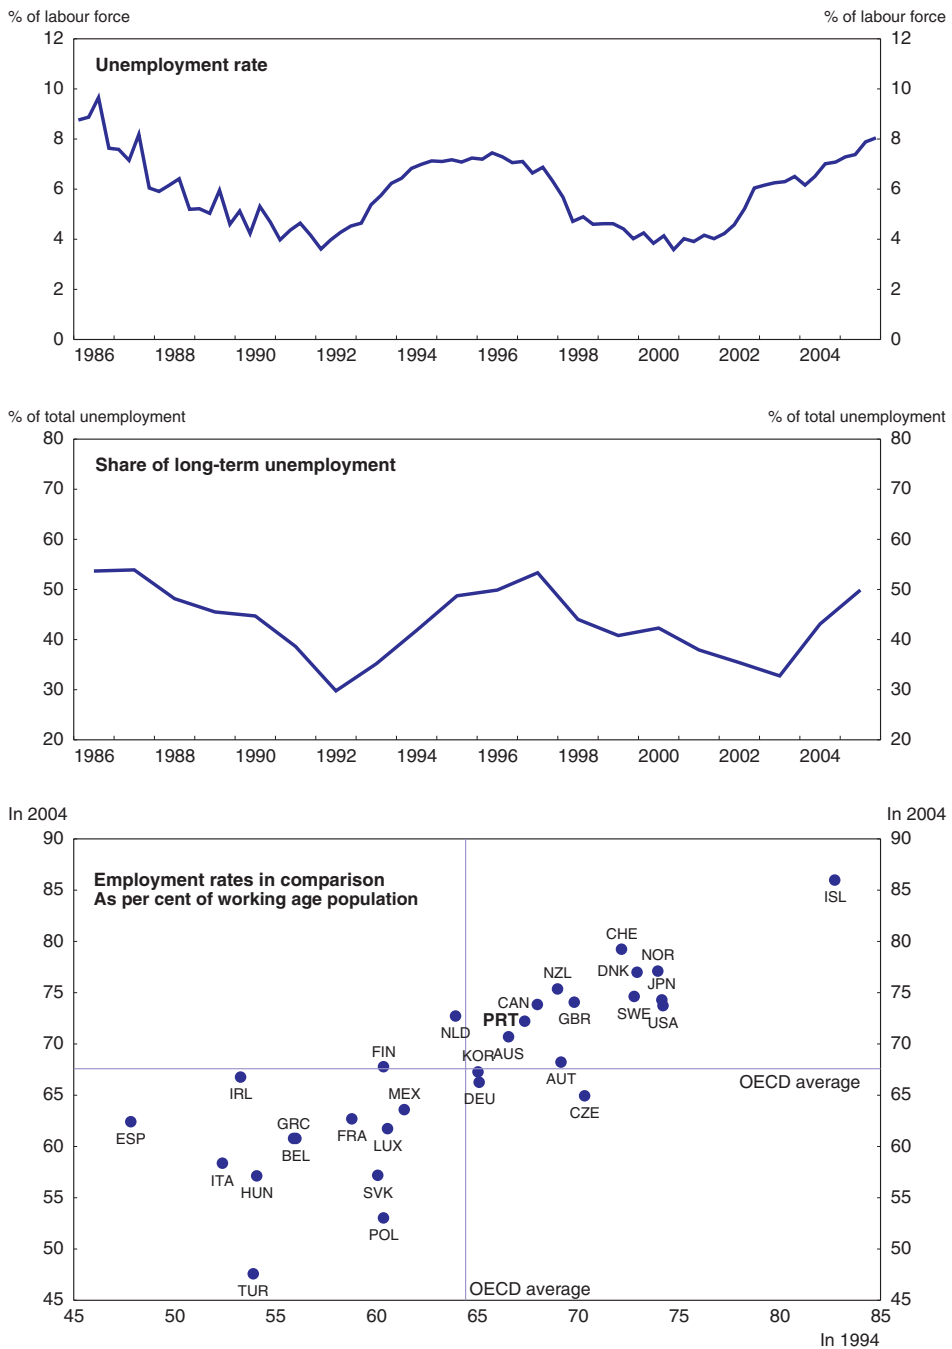 % of labour force % of labour force
12 12
Unemployment rate
10 10
8 8
6 6
4 4
2 2
0 0
1986 1988 1990 1992 1994 1996 1998 2000 2002 2004
% of total unemployment % of total unemployment
80 80
Share of long-term unemployment
70 70
60 60
50 50
40 40
30 30
20 20
1986 1988 1990 1992 1994 1996 1998 2000 2002 2004
In 2004 In 2004
90 90
Employment rates in comparison
As per cent of working age population
85 85
ISL
CHE
80 80
NOR
DNK
NZL
JPN
75 75
CAN
SWE
GBR
PRT
USA
NLD
70 70
FIN
KOR
AUS
OECD average
AUT
IRL
MEX
65 65
DEU
CZE
GRC
ESP
FRA
LUX
60 60
BEL
ITA
HUN
SVK
55 55
POL
50 50
TUR
OECD average
45 45
45 50 55 60 65 70 75 80 85
In 1994